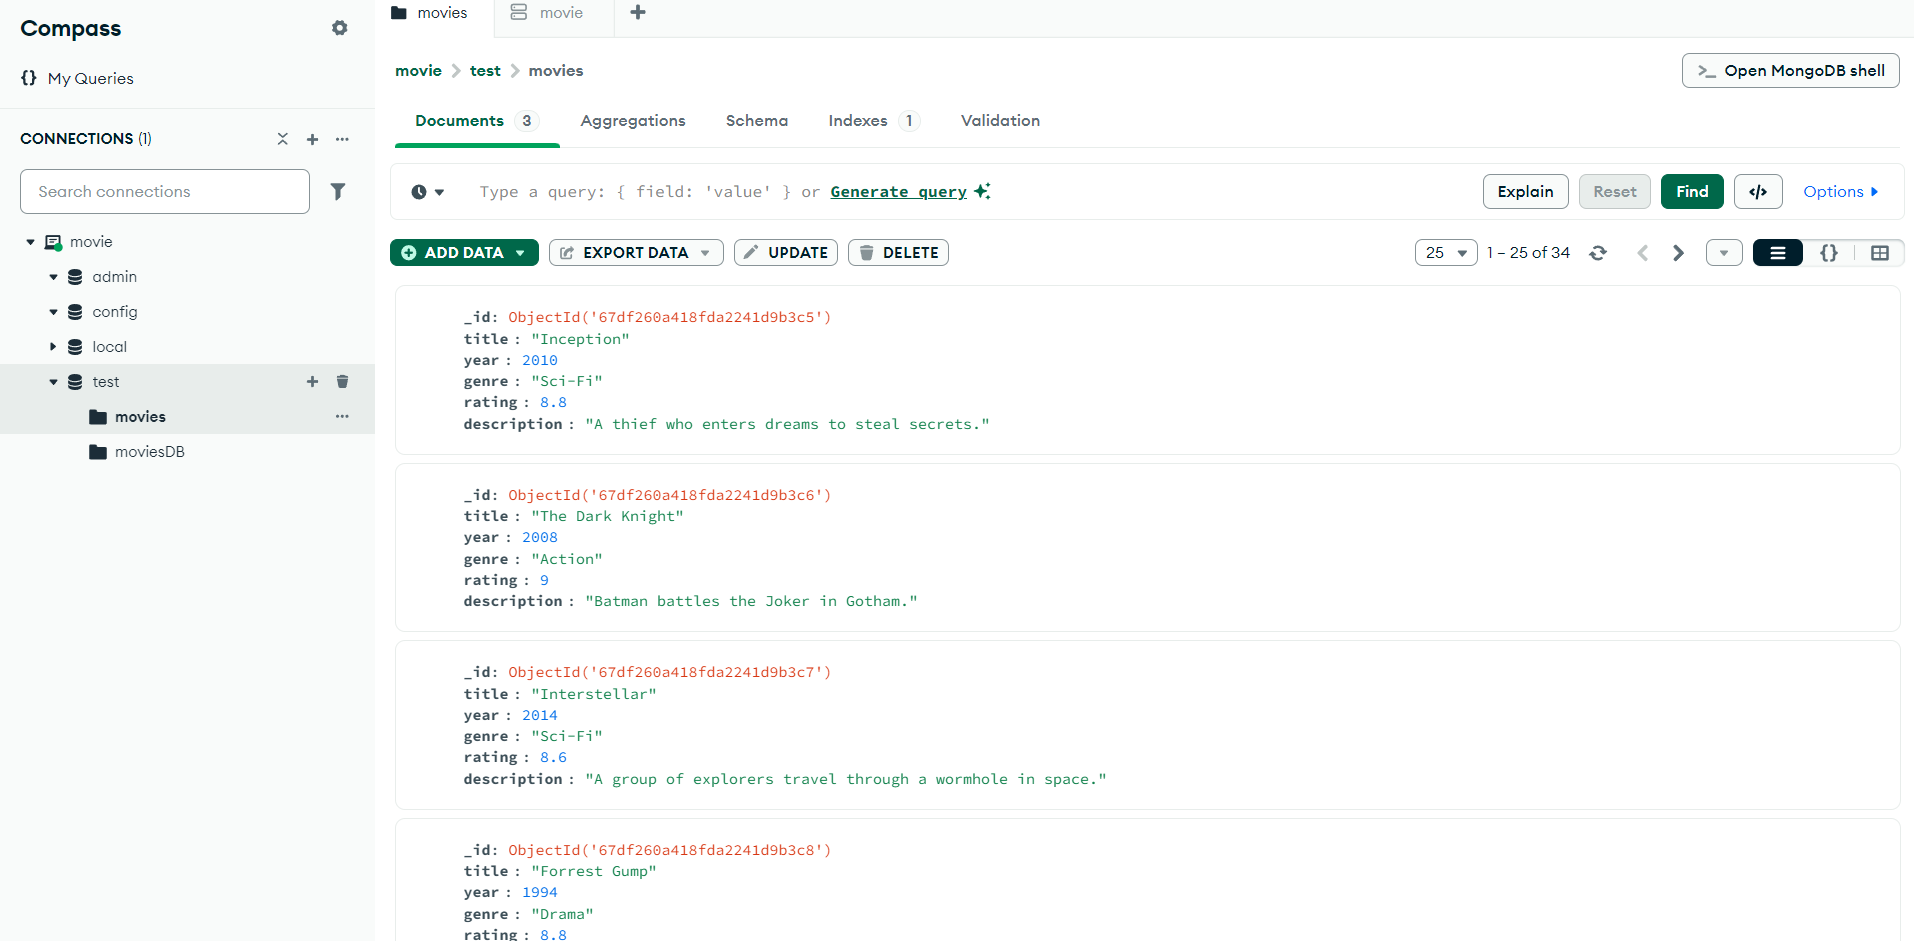 Compass
My Queries
CONNECTIONS (1)
Search connections
movie
admin
config
local
test
movies
moviesDB
movies
movie
movie > test > movies
>_ Open MongoDB shell
Documents 3 Aggregations Schema Indexes 1 Validation
Type a query: { field: 'value' } or Generate query
Explain Reset Find </> Options
ADD DATA EXPORT DATA UPDATE DELETE
25 1 – 25 of 34 {}
_id: ObjectId('67df260a418fda2241d9b3c5')
title : "Inception"
year : 2010
genre : "Sci-Fi"
rating : 8.8
description : "A thief who enters dreams to steal secrets."
_id: ObjectId('67df260a418fda2241d9b3c6')
title : "The Dark Knight"
year : 2008
genre : "Action"
rating : 9
description : "Batman battles the Joker in Gotham."
_id: ObjectId('67df260a418fda2241d9b3c7')
title : "Interstellar"
year : 2014
genre : "Sci-Fi"
rating : 8.6
description : "A group of explorers travel through a wormhole in space."
_id: ObjectId('67df260a418fda2241d9b3c8')
title : "Forrest Gump"
year : 1994
genre : "Drama"
rating : 8.8